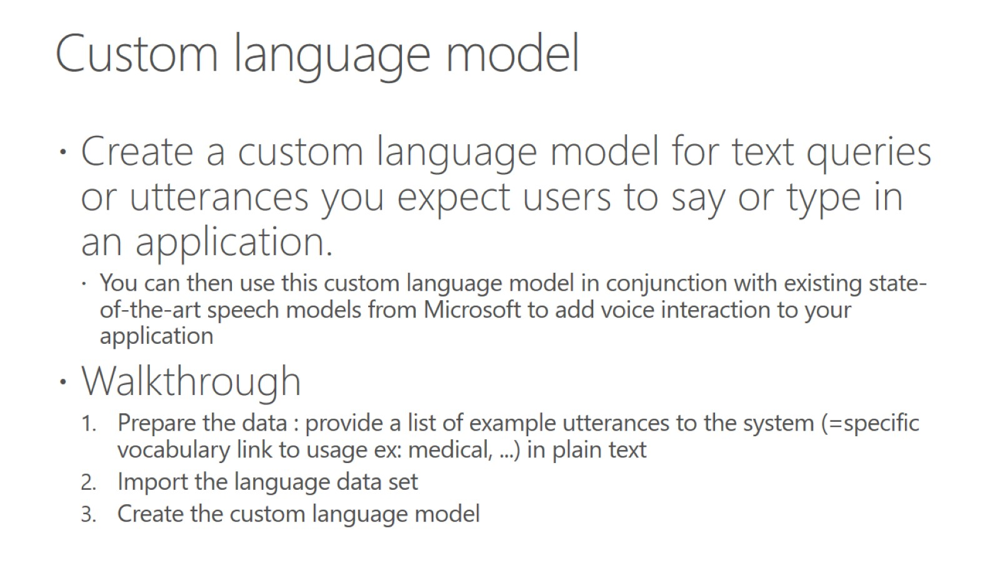 Custom language model
• Create a custom language model for text queries
or utterances you expect users to say or type in
an application.
• You can then use this custom language model in conjunction with existing state-
of-the-art speech models from Microsoft to add voice interaction to your
application
• Walkthrough
1. Prepare the data : provide a list of example utterances to the system (=specific
vocabulary link to usage ex: medical, ...) in plain text
2. Import the language data set
3. Create the custom language model